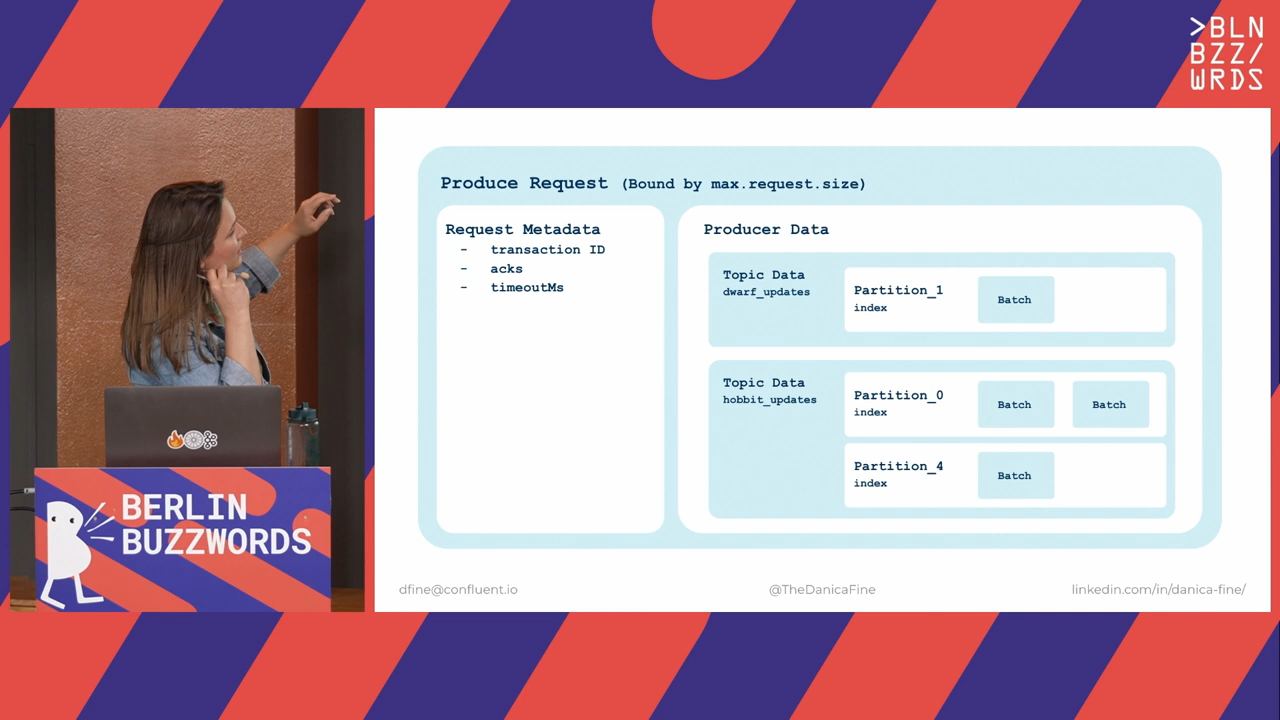 >BLN
BZZ/
WRDS
Produce Request (Bound by max.request.size)
Request Metadata
- transaction ID
- acks
- timeoutMs
Producer Data
Topic Data
dwarf_updates
Partition_1
index
Batch
Topic Data
hobbit_updates
Partition_0
index
Batch
Batch
Partition_4
index
Batch
BERLIN
BUZZWORDS
dfine@confluent.io
@TheDanicaFine
linkedin.com/in/danica-fine/